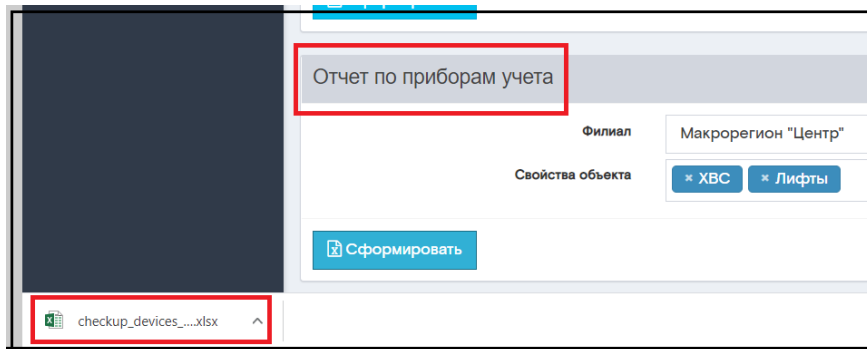 Отчет по приборам учета
Филиал
Макрорегион "Центр"
Свойства объекта
× ХВС × Лифты
Сформировать
checkup_devices_....xlsx